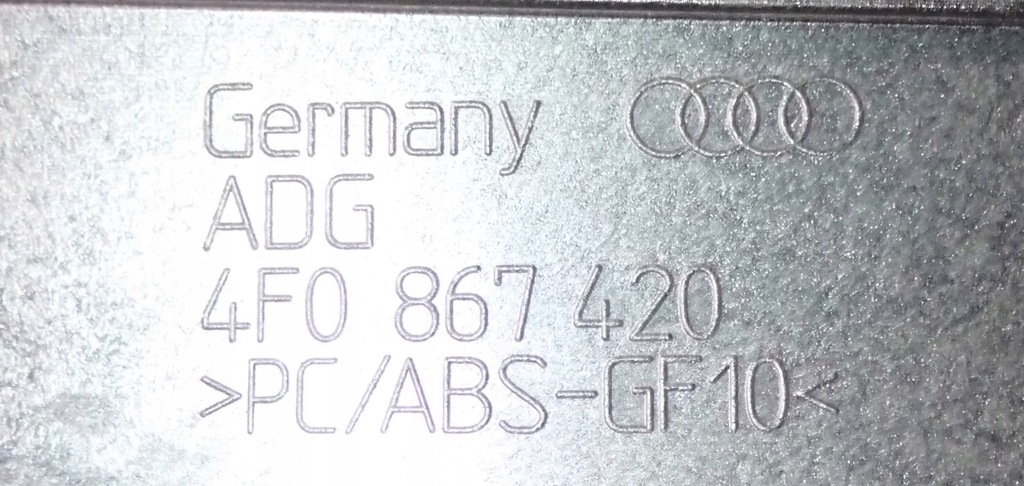 Germany
ADG
4F0 867 420
>PC/ABS-GF10<